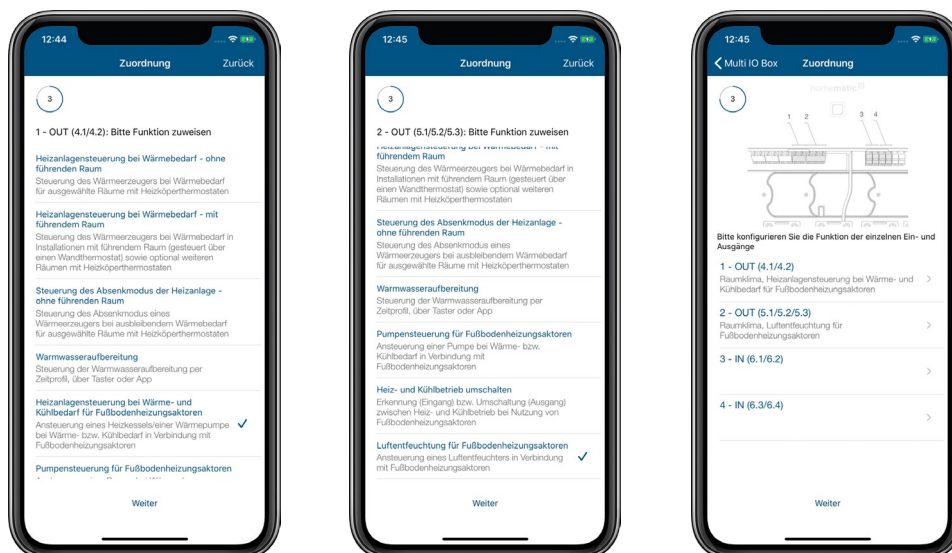 12:44
Zuordnung
Zurück
3
1 - OUT (4.1/4.2): Bitte Funktion zuweisen
Heizanlagensteuerung bei Wärmebedarf - ohne
führendem Raum
Steuerung des Wärmeerzeugers bei Wärmebedarf
für ausgewählte Räume mit Heizköperthermostaten
Heizanlagensteuerung bei Wärmebedarf - mit
führendem Raum
Steuerung des Wärmeerzeugers bei Wärmebedarf in
Installationen mit führendem Raum (gesteuert über
einen Wandthermostat) sowie optional weiteren
Räumen mit Heizköperthermostaten
Steuerung des Absenkmodus der Heizanlage -
ohne führenden Raum
Steuerung des Absenkmodus eines
Wärmeerzeugers bei ausbleibendem Wärmebedarf
für ausgewählte Räume mit Heizköperthermostaten
Warmwasseraufbereitung
Steuerung der Warmwasseraufbereitung per
Zeitprofil, über Taster oder App
Heizanlagensteuerung bei Wärme- und
Kühlbedarf für Fußbodenheizungsaktoren
Ansteuerung eines Heizkessels/einer Wärmepumpe
bei Wärme- bzw. Kühlbedarf in Verbindung mit
Fußbodenheizungsaktoren
Pumpensteuerung für Fußbodenheizungsaktoren
Weiter
12:45
Zuordnung
Zurück
3
2 - OUT (5.1/5.2/5.3): Bitte Funktion zuweisen
Heizanlagensteuerung bei Wärmebedarf - mit
führendem Raum
Steuerung des Wärmeerzeugers bei Wärmebedarf in
Installationen mit führendem Raum (gesteuert über
einen Wandthermostat) sowie optional weiteren
Räumen mit Heizköperthermostaten
Steuerung des Absenkmodus der Heizanlage -
ohne führenden Raum
Steuerung des Absenkmodus eines
Wärmeerzeugers bei ausbleibendem Wärmebedarf
für ausgewählte Räume mit Heizköperthermostaten
Warmwasseraufbereitung
Steuerung der Warmwasseraufbereitung per
Zeitprofil, über Taster oder App
Pumpensteuerung für Fußbodenheizungsaktoren
Ansteuerung einer Pumpe bei Wärme- bzw.
Kühlbedarf in Verbindung mit
Fußbodenheizungsaktoren
Heiz- und Kühlbetrieb umschalten
Erkennung (Eingang) bzw. Umschaltung (Ausgang)
zwischen Heiz- und Kühlbetrieb bei Nutzung von
Fußbodenheizungsaktoren
Luftentfeuchtung für Fußbodenheizungsaktoren
Ansteuerung eines Luftentfeuchters in Verbindung
mit Fußbodenheizungsaktoren
Weiter
12:45
Multi IO Box
Zuordnung
3
homematic IP
1 2 3 4
Bitte konfigurieren Sie die Funktion der einzelnen Ein- und
Ausgänge
1 - OUT (4.1/4.2)
Raumklima, Heizanlagensteuerung bei Wärme- und
Kühlbedarf für Fußbodenheizungsaktoren
2 - OUT (5.1/5.2/5.3)
Raumklima, Luftentfeuchtung für
Fußbodenheizungsaktoren
3 - IN (6.1/6.2)
4 - IN (6.3/6.4)
Weiter